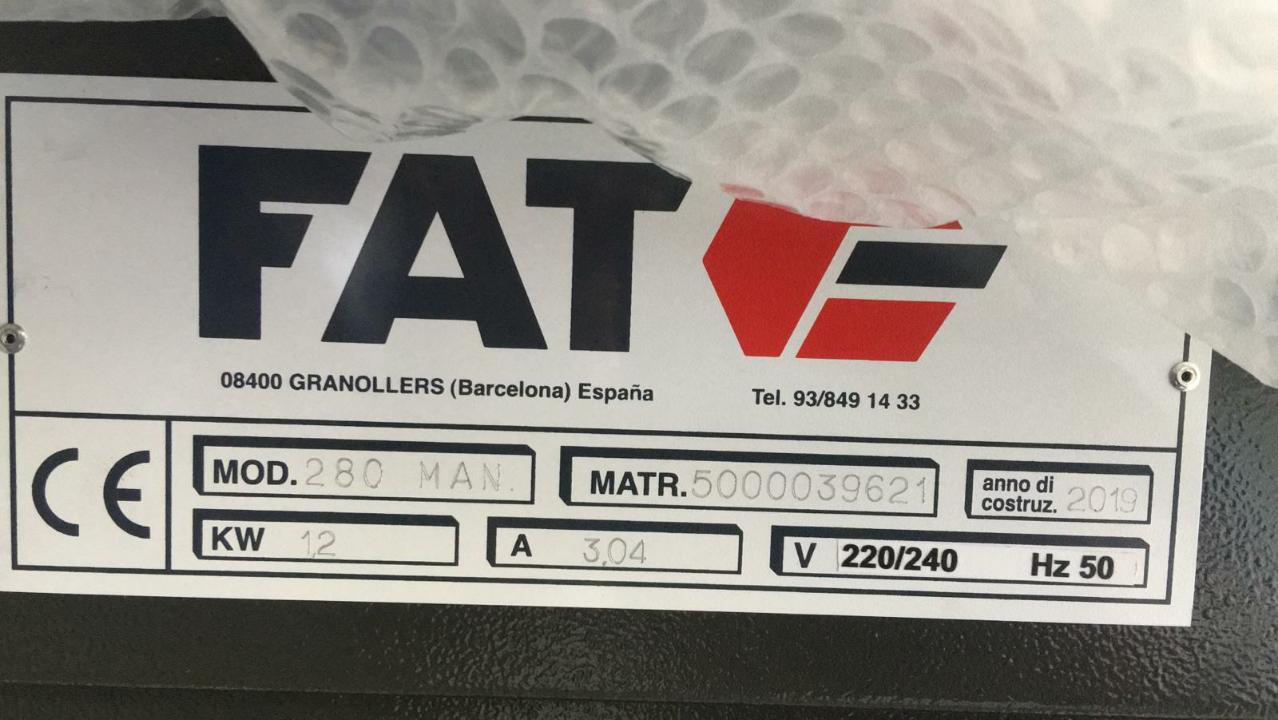 FAT
08400 GRANOLLERS (Barcelona) España Tel. 93/849 14 33
CE MOD. 280 MAN. MATR. 5000039621 anno di costruz. 2019
KW 1,2 A 3,04 V 220/240 Hz 50